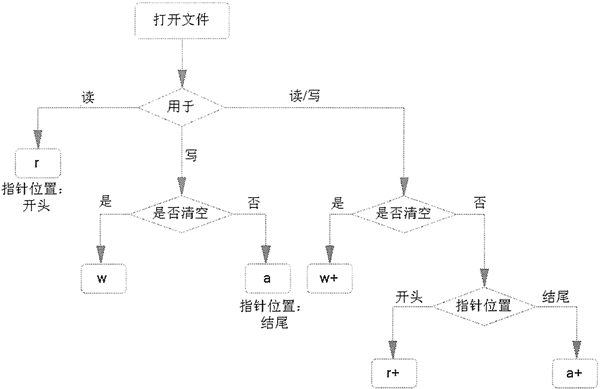 打开文件
用于
读
读/写
写
r
指针位置：
开头
是否清空
是
否
w
a
指针位置：
结尾
是否清空
是
否
w+
指针位置
开头
结尾
r+
a+